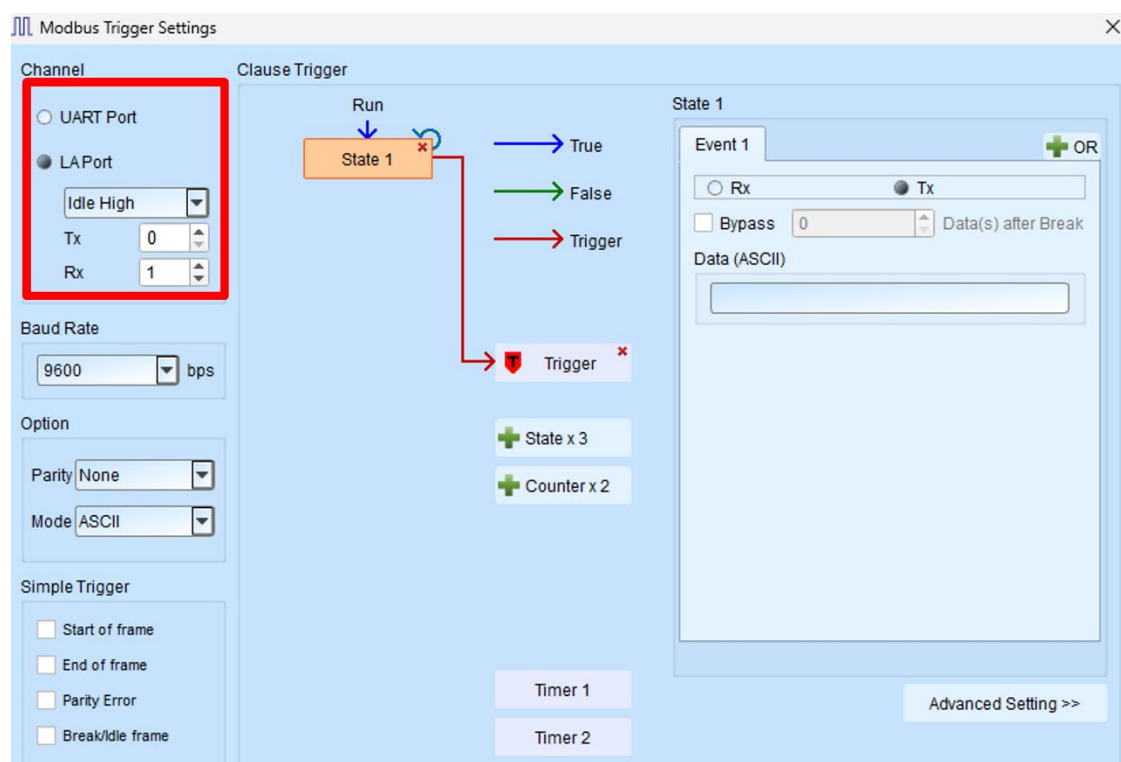 Modbus Trigger Settings
Channel
UART Port
LA Port
Idle High
Tx 0
Rx 1
Baud Rate
9600 bps
Option
Parity None
Mode ASCII
Simple Trigger
Start of frame
End of frame
Parity Error
Break/Idle frame
Clause Trigger
Run
State 1
True
False
Trigger
T Trigger
State x 3
Counter x 2
Timer 1
Timer 2
State 1
Event 1
OR
Rx Tx
Bypass 0 Data(s) after Break
Data (ASCII)
Advanced Setting >>